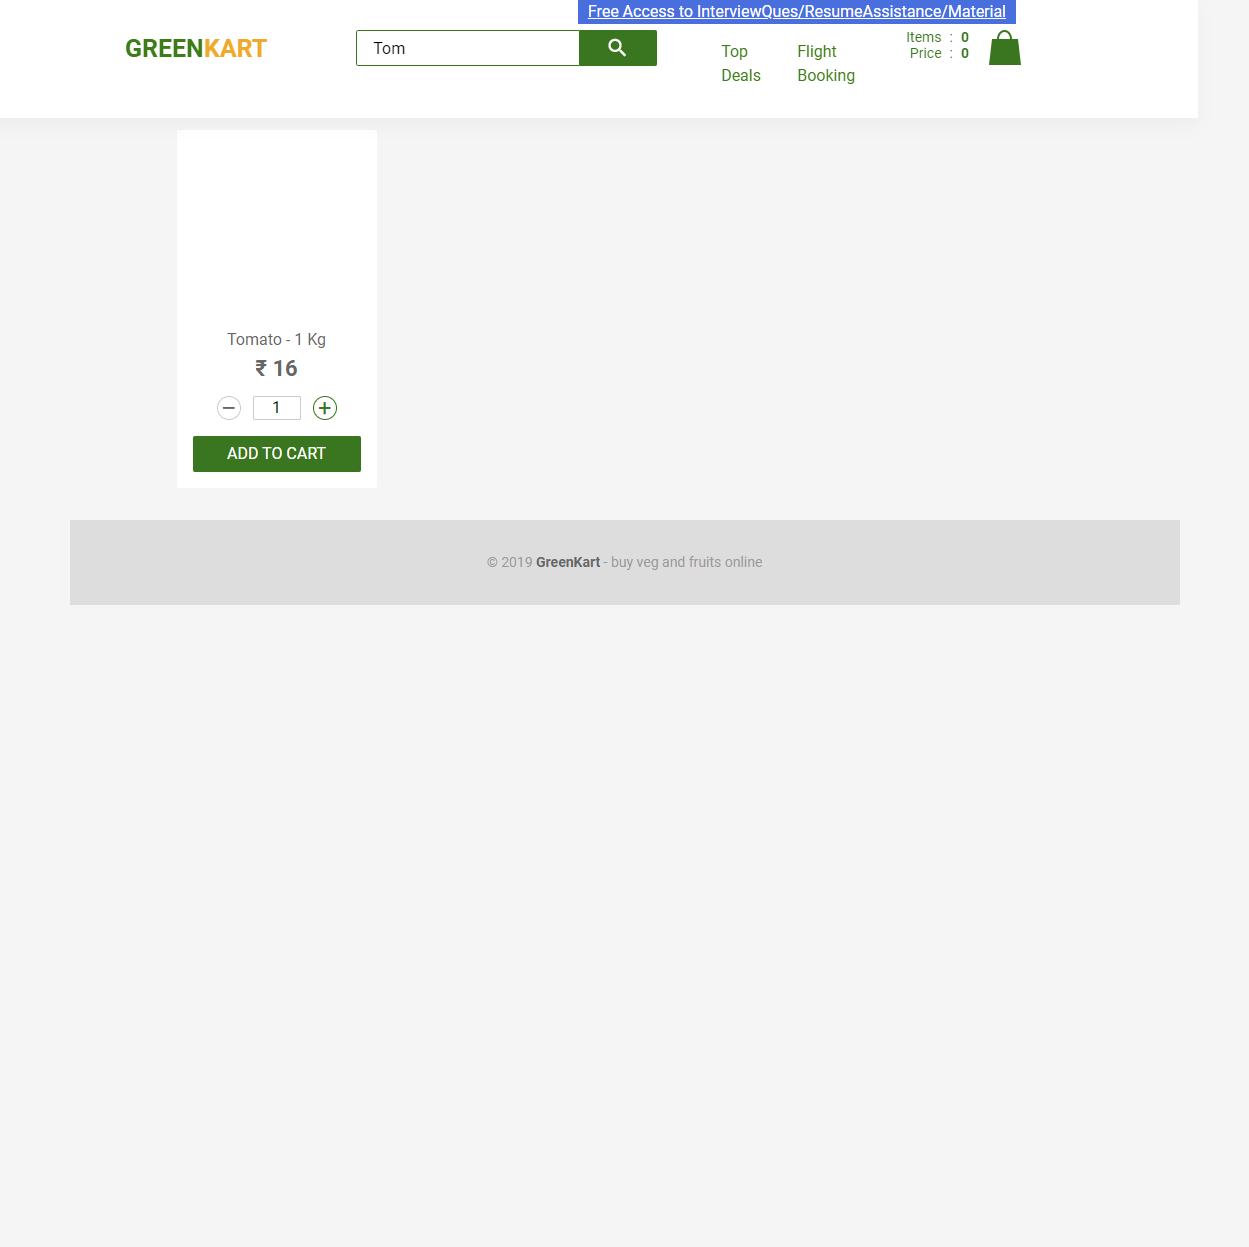 Free Access to InterviewQues/ResumeAssistance/Material
GREENKART
Tom
Top
Deals
Flight
Booking
Items : 0
Price : 0
Tomato - 1 Kg
₹ 16
1
ADD TO CART
© 2019 GreenKart - buy veg and fruits online